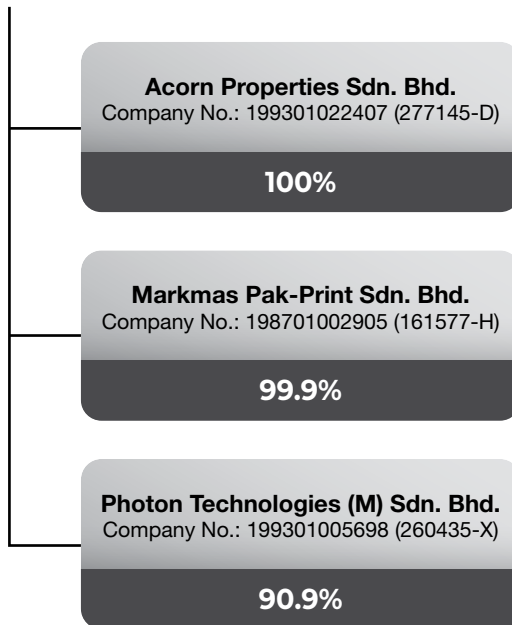 Acorn Properties Sdn. Bhd.
Company No.: 199301022407 (277145-D)
100%
Markmas Pak-Print Sdn. Bhd.
Company No.: 198701002905 (161577-H)
99.9%
Photon Technologies (M) Sdn. Bhd.
Company No.: 199301005698 (260435-X)
90.9%